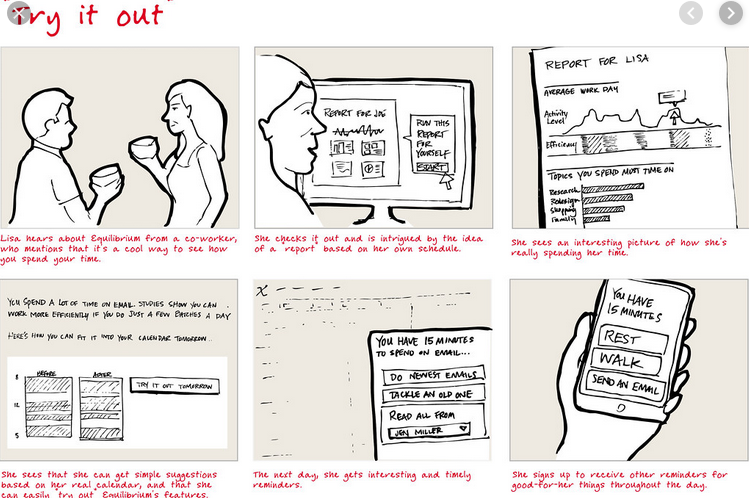 Try it out
REPORT FOR JOE
RUN THIS
REPORT
FOR
YOURSELF
START
REPORT FOR LISA
AVERAGE WORK DAY
Activity
Level
Efficiency
TOPICS YOU SPEND MOST TIME ON
Research
Redesign
Shopping
Family
Lisa hears about Equilibrium from a co-worker,
who mentions that it's a cool way to see how
you spend your time.
She checks it out and is intrigued by the idea
of a "report" based on her own schedule.
She sees an interesting picture of how she's
really spending her time.
YOU SPEND A LOT OF TIME ON EMAIL. STUDIES SHOW YOU CAN
WORK MORE EFFICIENTLY IF YOU DO JUST A FEW BATCHES A DAY
HERE'S HOW YOU CAN FIT IT INTO YOUR CALENDAR TOMORROW...
BEFORE
AFTER
8
12
5
TRY IT OUT TOMORROW
YOU HAVE 15 MINUTES
TO SPEND ON EMAIL...
DO NEWEST EMAILS
TACKLE AN OLD ONE
READ ALL FROM
JEN MILLER
YOU HAVE
15 MINUTES
REST
WALK
SEND AN EMAIL
She sees that she can get simple suggestions
based on her real calendar, and that she
can easily "try out" Equilibrium's features.
The next day, she gets interesting and timely
reminders.
She signs up to receive other reminders for
good-for-her things throughout the day.